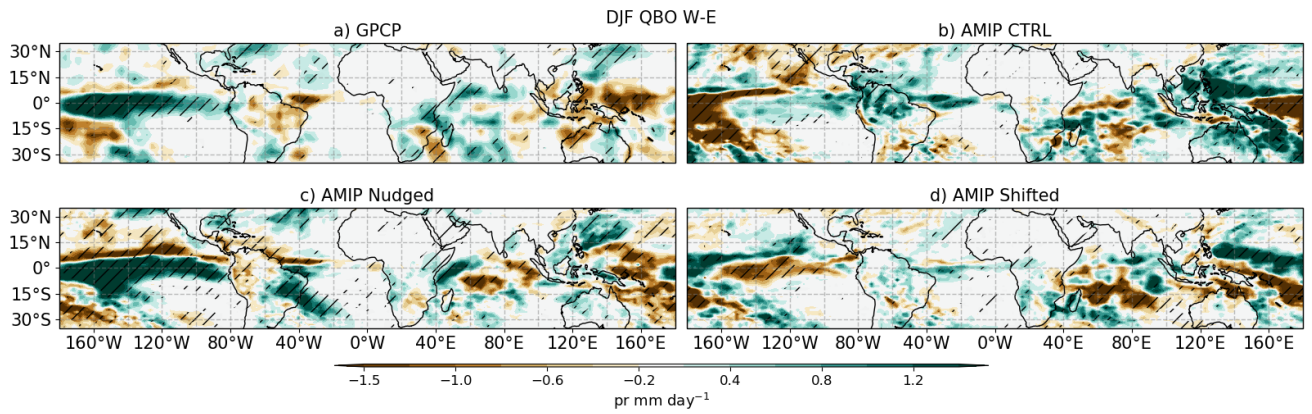 DJF QBO W-E
a) GPCP
b) AMIP CTRL
30°N
15°N
0°
15°S
30°S
c) AMIP Nudged
d) AMIP Shifted
30°N
15°N
0°
15°S
30°S
160°W 120°W 80°W 40°W 0° 40°E 80°E 120°E 160°E
160°W 120°W 80°W 40°W 0°W 40°E 80°E 120°E 160°E
−1.5 −1.0 −0.6 −0.2 0.4 0.8 1.2
pr mm day⁻¹